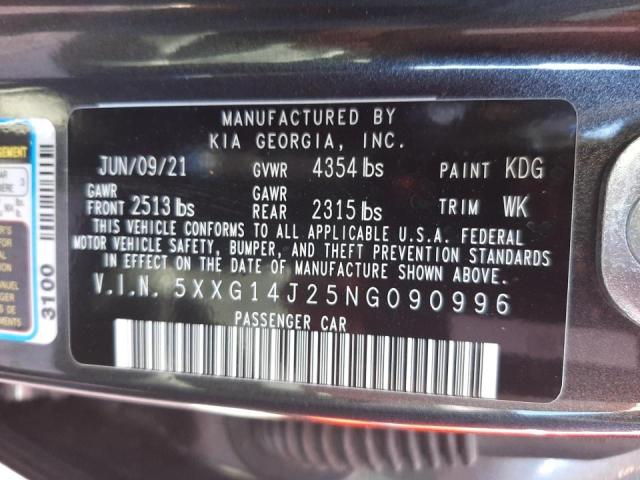 MANUFACTURED BY
KIA GEORGIA, INC.
JUN/09/21 GVWR 4354 lbs PAINT KDG
GAWR GAWR
FRONT 2513 lbs REAR 2315 lbs TRIM WK
THIS VEHICLE CONFORMS TO ALL APPLICABLE U.S.A. FEDERAL
MOTOR VEHICLE SAFETY, BUMPER, AND THEFT PREVENTION STANDARDS
IN EFFECT ON THE DATE OF MANUFACTURE SHOWN ABOVE.
V.I.N. 5XXG14J25NG090996
PASSENGER CAR
3100